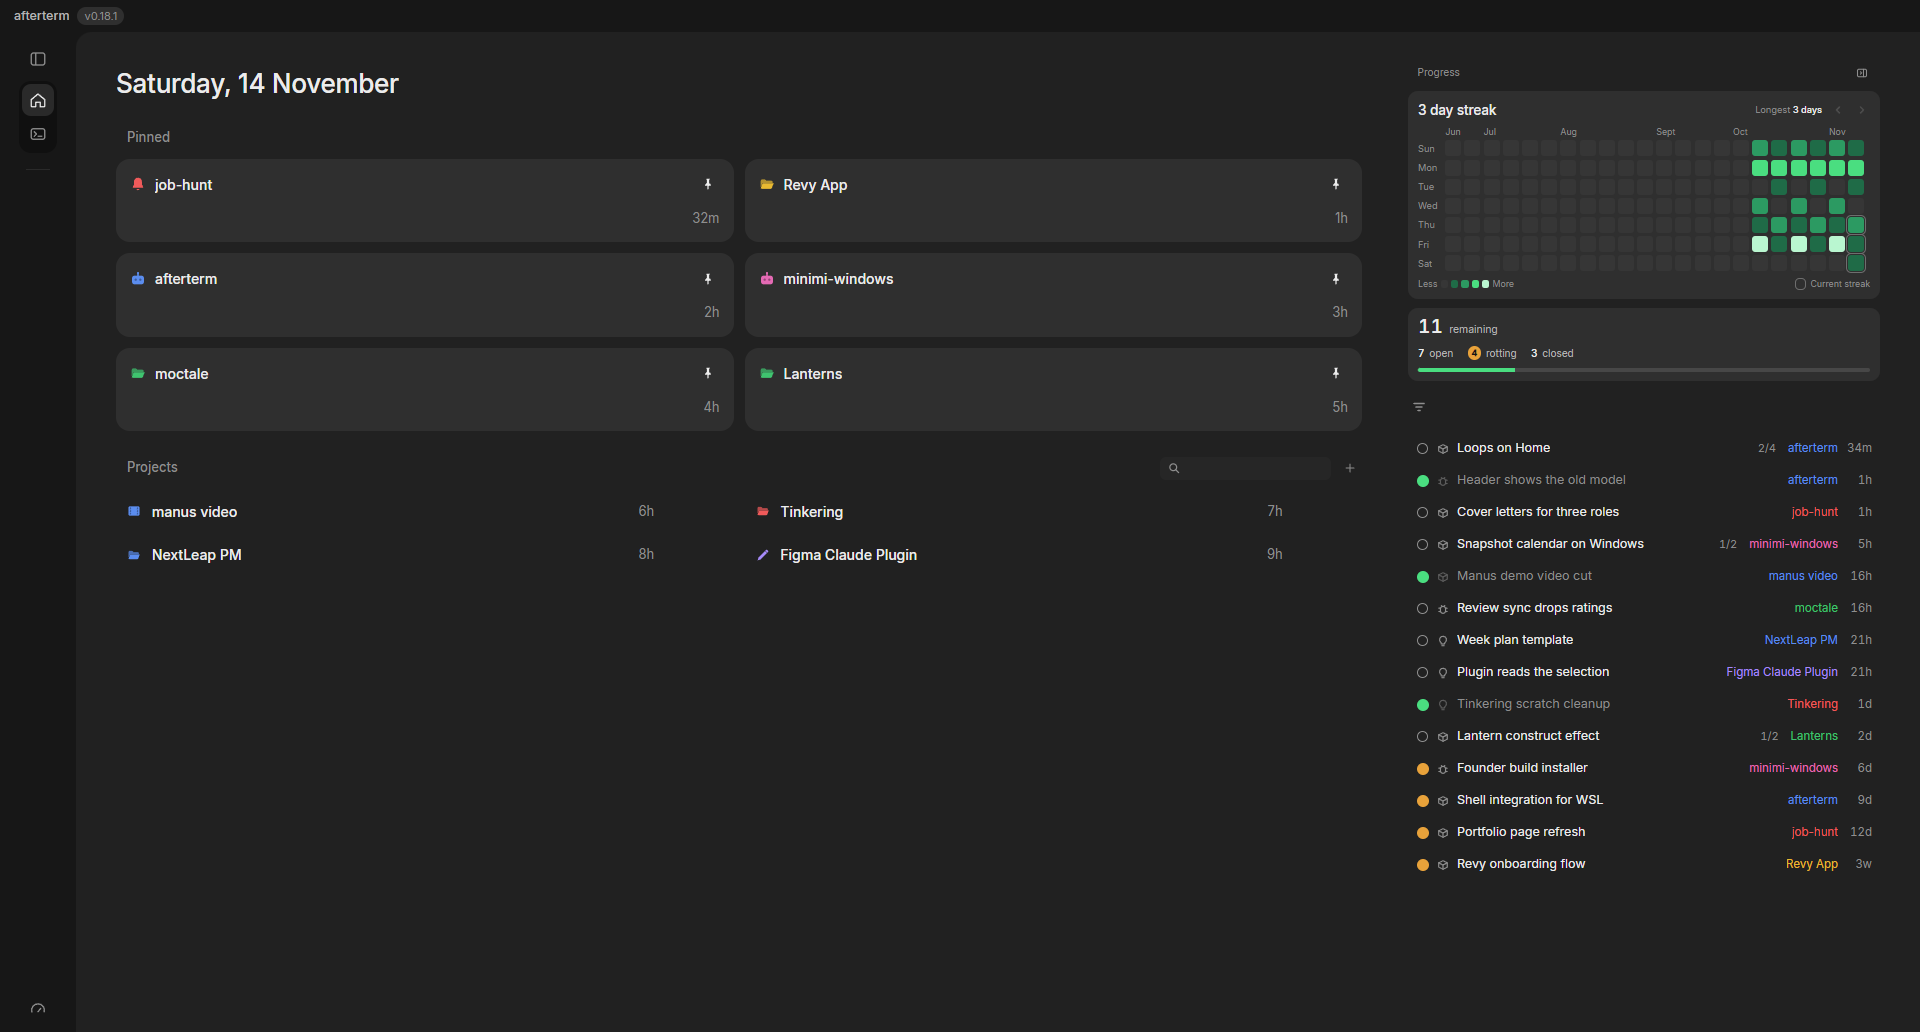 afterterm v0.18.1
Saturday, 14 November
Pinned
job-hunt
32m
Revy App
1h
afterterm
2h
minimi-windows
3h
moctale
4h
Lanterns
5h
Projects
manus video 6h
Tinkering 7h
NextLeap PM 8h
Figma Claude Plugin 9h
Progress
3 day streak Longest 3 days
Jun Jul Aug Sept Oct Nov
Sun
Mon
Tue
Wed
Thu
Fri
Sat
Less More Current streak
11 remaining
7 open 4 rotting 3 closed
Loops on Home 2/4 afterterm 34m
Header shows the old model afterterm 1h
Cover letters for three roles job-hunt 1h
Snapshot calendar on Windows 1/2 minimi-windows 5h
Manus demo video cut manus video 16h
Review sync drops ratings moctale 16h
Week plan template NextLeap PM 21h
Plugin reads the selection Figma Claude Plugin 21h
Tinkering scratch cleanup Tinkering 1d
Lantern construct effect 1/2 Lanterns 2d
Founder build installer minimi-windows 6d
Shell integration for WSL afterterm 9d
Portfolio page refresh job-hunt 12d
Revy onboarding flow Revy App 3w